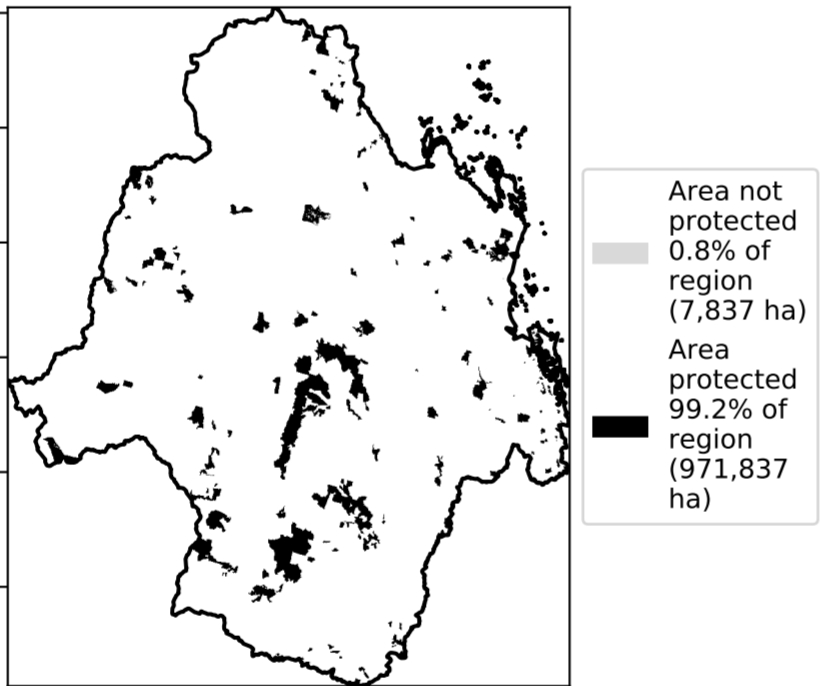 Area not
protected
0.8% of
region
(7,837 ha)
Area
protected
99.2% of
region
(971,837
ha)